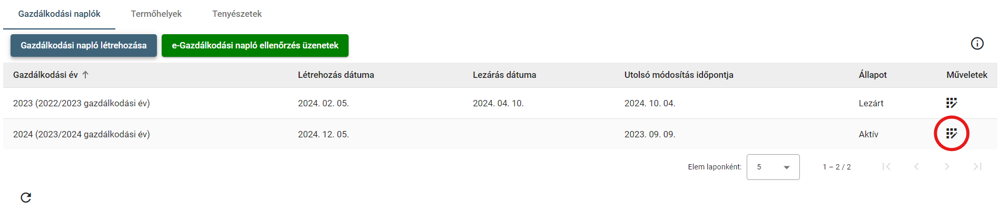 Gazdálkodási naplók Termőhelyek Tenyészetek
Gazdálkodási napló létrehozása e-Gazdálkodási napló ellenőrzés üzenetek
Gazdálkodási év Létrehozás dátuma Lezárás dátuma Utolsó módosítás időpontja Állapot Műveletek
2023 (2022/2023 gazdálkodási év) 2024. 02. 05. 2024. 04. 10. 2024. 10. 04. Lezárt
2024 (2023/2024 gazdálkodási év) 2024. 12. 05. 2023. 09. 09. Aktív
Elem laponként: 5 1 – 2 / 2